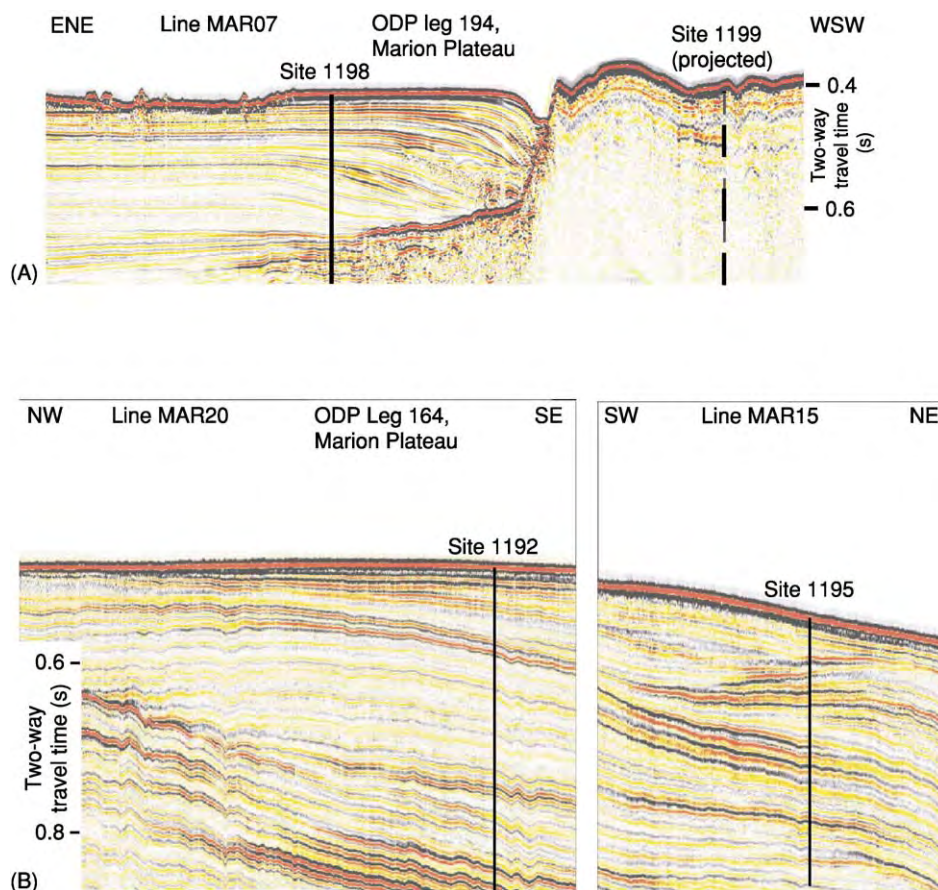 ENE Line MAR07 ODP leg 194, WSW
Marion Plateau
Site 1199
(projected)
Site 1198
0.4
Two-way
travel time
(s)
0.6
(A)
NW Line MAR20 ODP Leg 164, SE
Marion Plateau
SW Line MAR15 NE
Site 1192
Site 1195
0.6
Two-way
travel time (s)
0.8
(B)